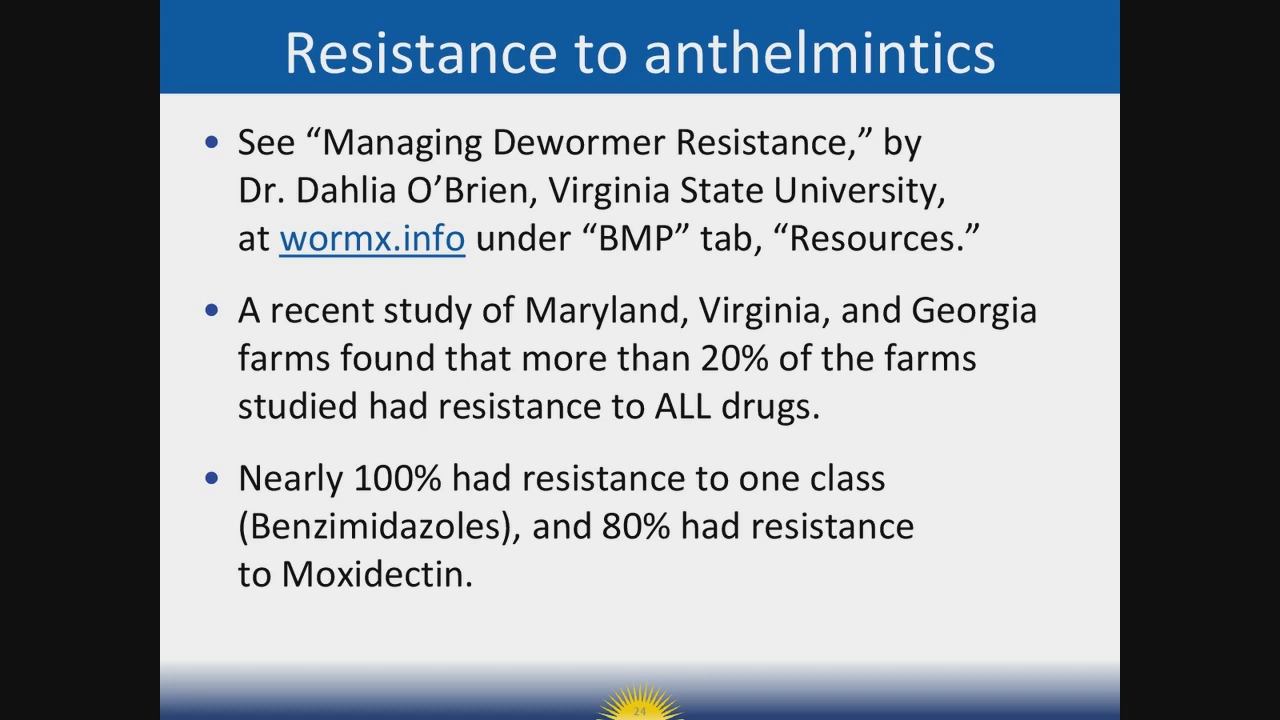 Resistance to anthelmintics
• See “Managing Dewormer Resistance,” by
Dr. Dahlia O’Brien, Virginia State University,
at wormx.info under “BMP” tab, “Resources.”
• A recent study of Maryland, Virginia, and Georgia
farms found that more than 20% of the farms
studied had resistance to ALL drugs.
• Nearly 100% had resistance to one class
(Benzimidazoles), and 80% had resistance
to Moxidectin.
24